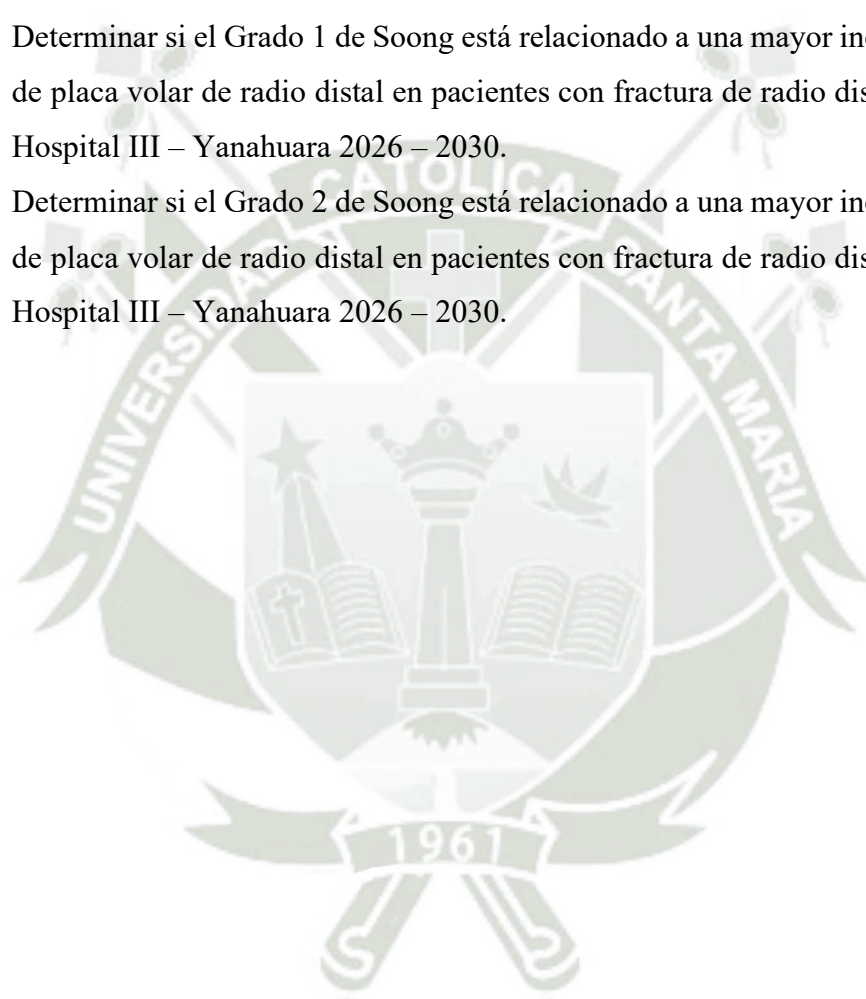 Determinar si el Grado 1 de Soong está relacionado a una mayor in
de placa volar de radio distal en pacientes con fractura de radio dis
Hospital III – Yanahuara 2026 – 2030.
Determinar si el Grado 2 de Soong está relacionado a una mayor in
de placa volar de radio distal en pacientes con fractura de radio dis
Hospital III – Yanahuara 2026 – 2030.
UNIVERSIDAD CATOLICA SANTA MARIA
1961